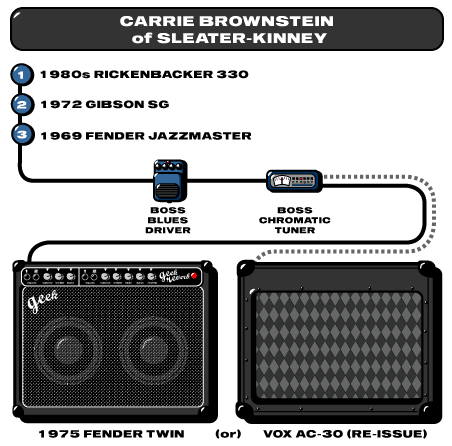 CARRIE BROWNSTEIN
of SLEATER-KINNEY
1 1980s RICKENBACKER 330
2 1972 GIBSON SG
3 1969 FENDER JAZZMASTER
BOSS
BLUES
DRIVER
BOSS
CHROMATIC
TUNER
geek
Geek
Reverb
1975 FENDER TWIN (or) VOX AC-30 (RE-ISSUE)